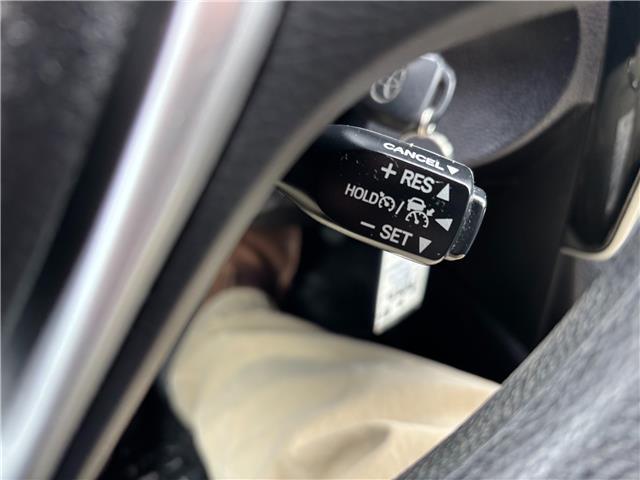 CANCEL
+ RES
HOLD /
– SET